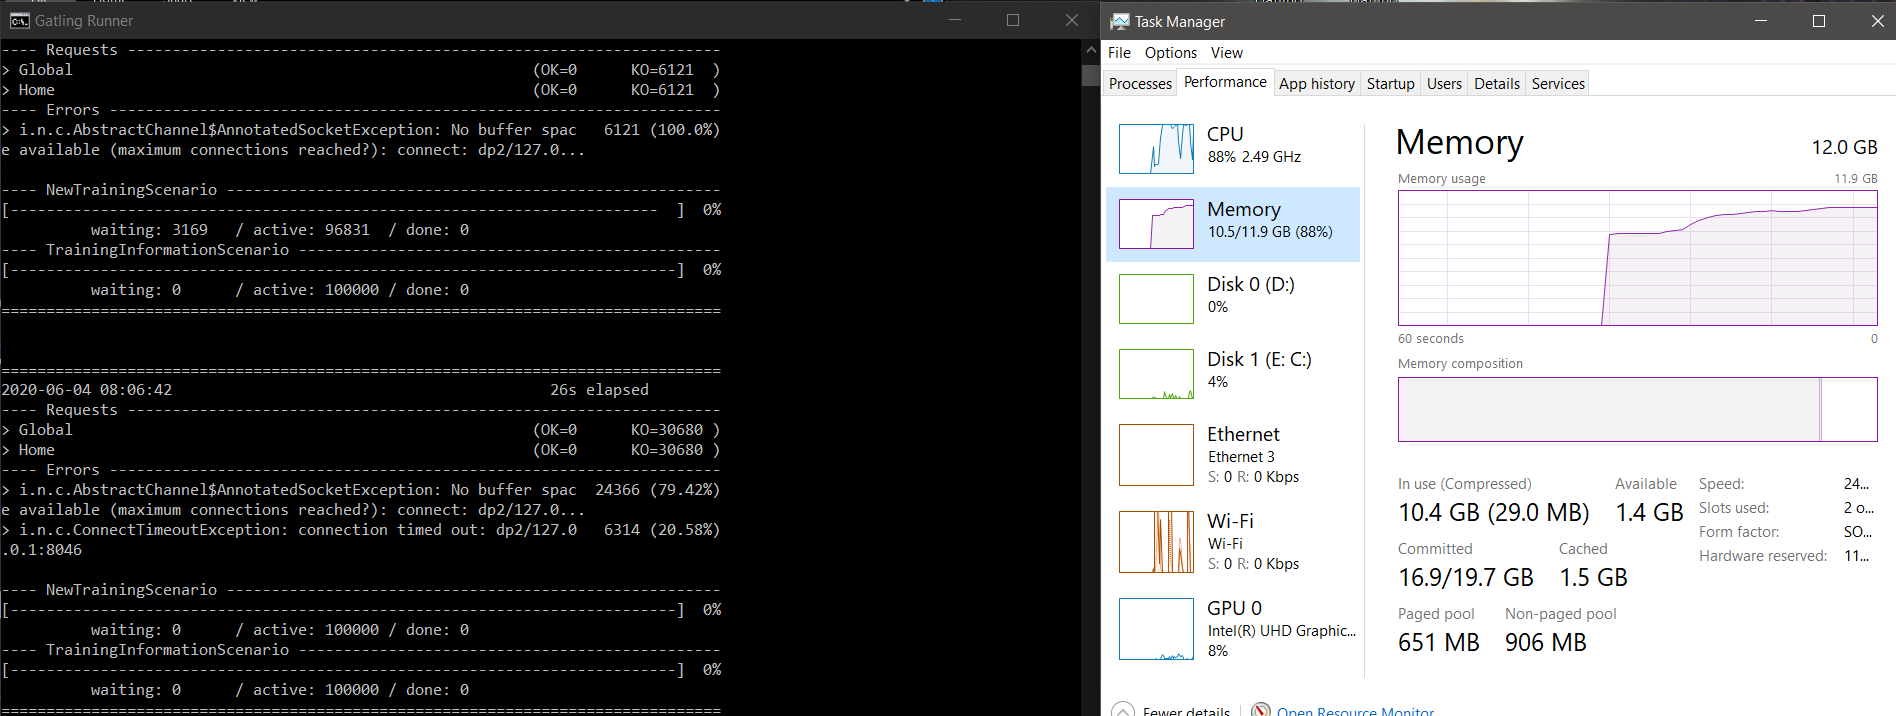 Gatling Runner
---- Requests ------------------------------------------------------------------
> Global (OK=0 KO=6121 )
> Home (OK=0 KO=6121 )
---- Errors --------------------------------------------------------------------
> i.n.c.AbstractChannel$AnnotatedSocketException: No buffer spac 6121 (100.0%)
e available (maximum connections reached?): connect: dp2/127.0...
---- NewTrainingScenario -------------------------------------------------------
[------------------------------------------------------------------------ ] 0%
waiting: 3169 / active: 96831 / done: 0
---- TrainingInformationScenario -----------------------------------------------
[--------------------------------------------------------------------------] 0%
waiting: 0 / active: 100000 / done: 0
================================================================================
================================================================================
2020-06-04 08:06:42 26s elapsed
---- Requests ------------------------------------------------------------------
> Global (OK=0 KO=30680 )
> Home (OK=0 KO=30680 )
---- Errors --------------------------------------------------------------------
> i.n.c.AbstractChannel$AnnotatedSocketException: No buffer spac 24366 (79.42%)
e available (maximum connections reached?): connect: dp2/127.0...
> i.n.c.ConnectTimeoutException: connection timed out: dp2/127.0 6314 (20.58%)
.0.1:8046
---- NewTrainingScenario -------------------------------------------------------
[--------------------------------------------------------------------------] 0%
waiting: 0 / active: 100000 / done: 0
---- TrainingInformationScenario -----------------------------------------------
[--------------------------------------------------------------------------] 0%
waiting: 0 / active: 100000 / done: 0
================================================================================
Task Manager
File Options View
Processes Performance App history Startup Users Details Services
CPU
88% 2.49 GHz
Memory
10.5/11.9 GB (88%)
Disk 0 (D:)
0%
Disk 1 (E: C:)
4%
Ethernet
Ethernet 3
S: 0 R: 0 Kbps
Wi-Fi
Wi-Fi
S: 0 R: 0 Kbps
GPU 0
Intel(R) UHD Graphic...
8%
Memory 12.0 GB
Memory usage 11.9 GB
60 seconds 0
Memory composition
In use (Compressed) Available
10.4 GB (29.0 MB) 1.4 GB
Committed Cached
16.9/19.7 GB 1.5 GB
Paged pool Non-paged pool
651 MB 906 MB
Speed: 24...
Slots used: 2 o...
Form factor: SO...
Hardware reserved: 11...
Fewer details Open Resource Monitor